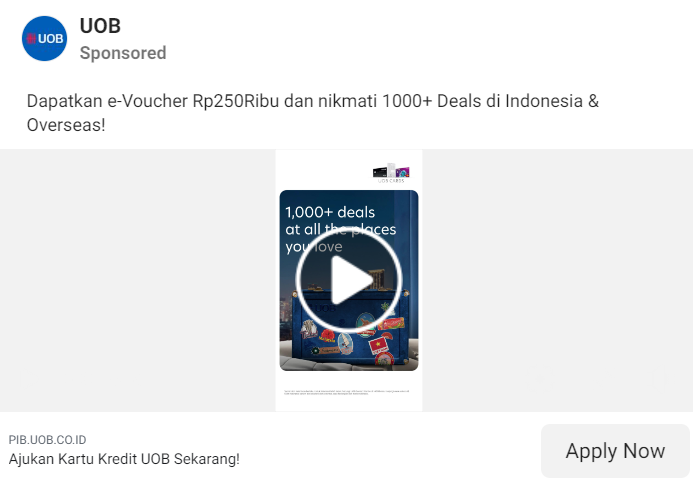 UOB
UOB
Sponsored
Dapatkan e-Voucher Rp250Ribu dan nikmati 1000+ Deals di Indonesia &
Overseas!
UOB CARDS
1,000+ deals
at all the places
you love
PIB.UOB.CO.ID
Ajukan Kartu Kredit UOB Sekarang!
Apply Now